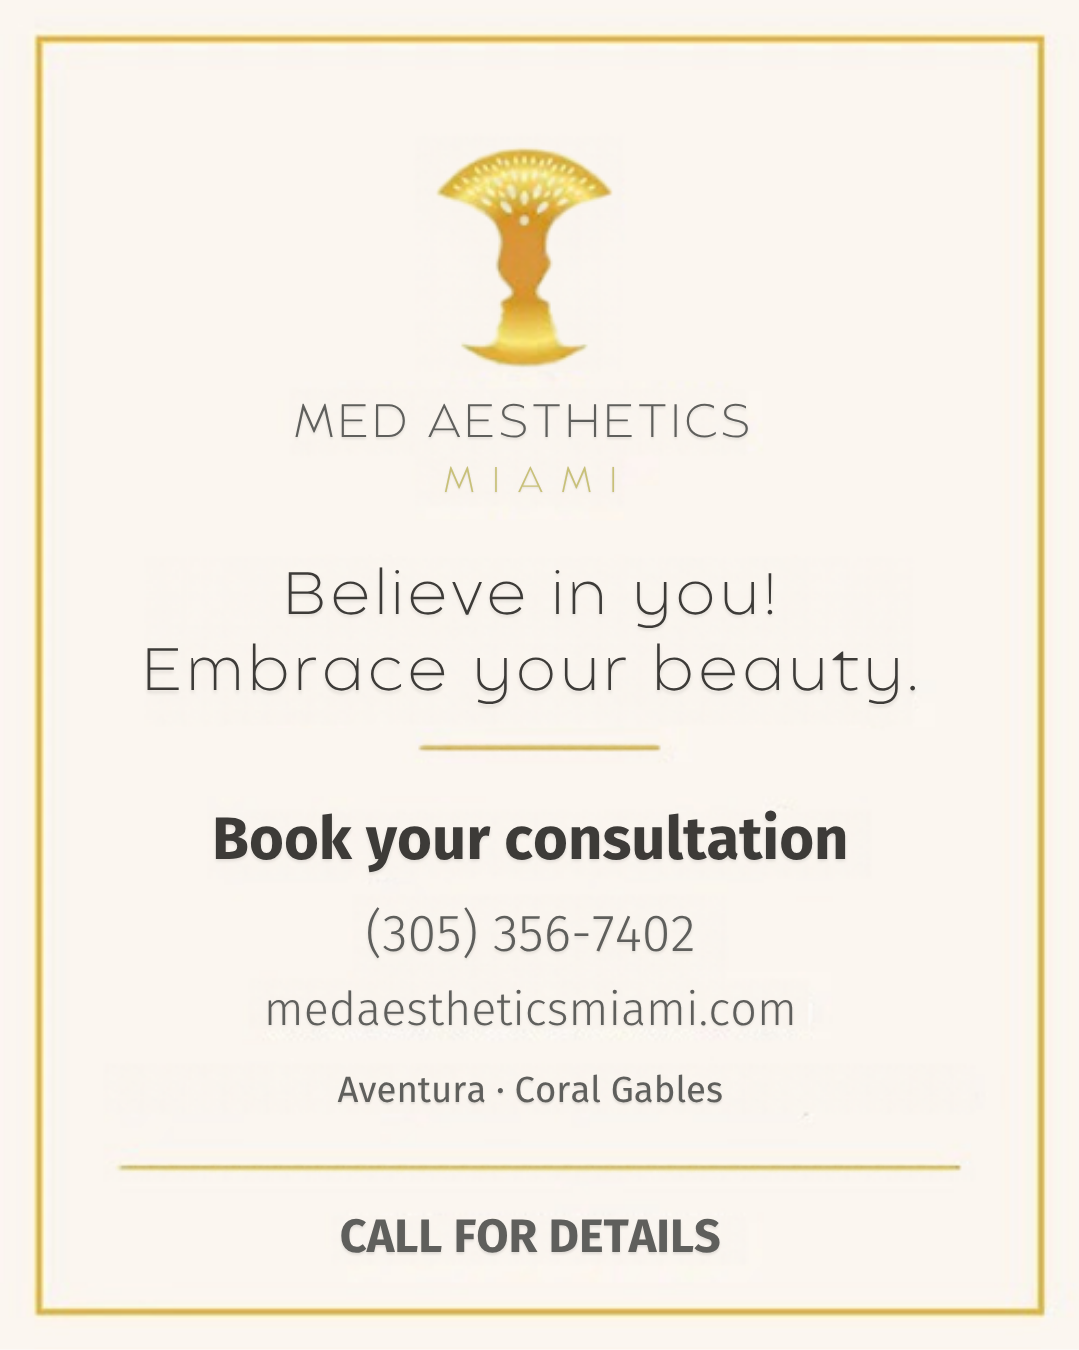 MED AESTHETICS
MIAMI
Believe in you!
Embrace your beauty.
Book your consultation
(305) 356-7402
medaestheticsmiami.com
Aventura · Coral Gables
CALL FOR DETAILS